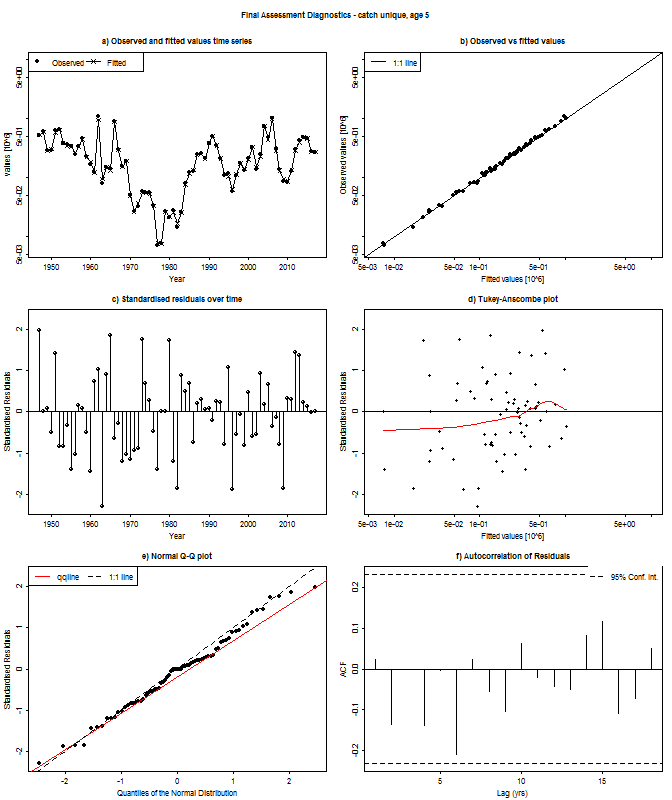 Final Assessment Diagnostics - catch unique, age 5
a) Observed and fitted values time series
Observed Fitted
values [10^6]
5e+00
5e-01
5e-02
5e-03
1950 1960 1970 1980 1990 2000 2010
Year
b) Observed vs fitted values
1:1 line
Observed values [10^6]
5e+00
5e-01
5e-02
5e-03
5e-03 1e-02 5e-02 1e-01 5e-01 5e+00
Fitted values [10^6]
c) Standardised residuals over time
Standardised Residuals
2
1
0
-1
-2
1950 1960 1970 1980 1990 2000 2010
Year
d) Tukey-Anscombe plot
Standardised Residuals
2
1
0
-1
-2
5e-03 1e-02 5e-02 1e-01 5e-01 5e+00
Fitted values [10^6]
e) Normal Q-Q plot
qqline 1:1 line
Standardised Residuals
2
1
0
-1
-2
-2 -1 0 1 2
Quantiles of the Normal Distribution
f) Autocorrelation of Residuals
95% Conf. Int.
ACF
0.2
0.1
0.0
-0.1
-0.2
5 10 15
Lag (yrs)